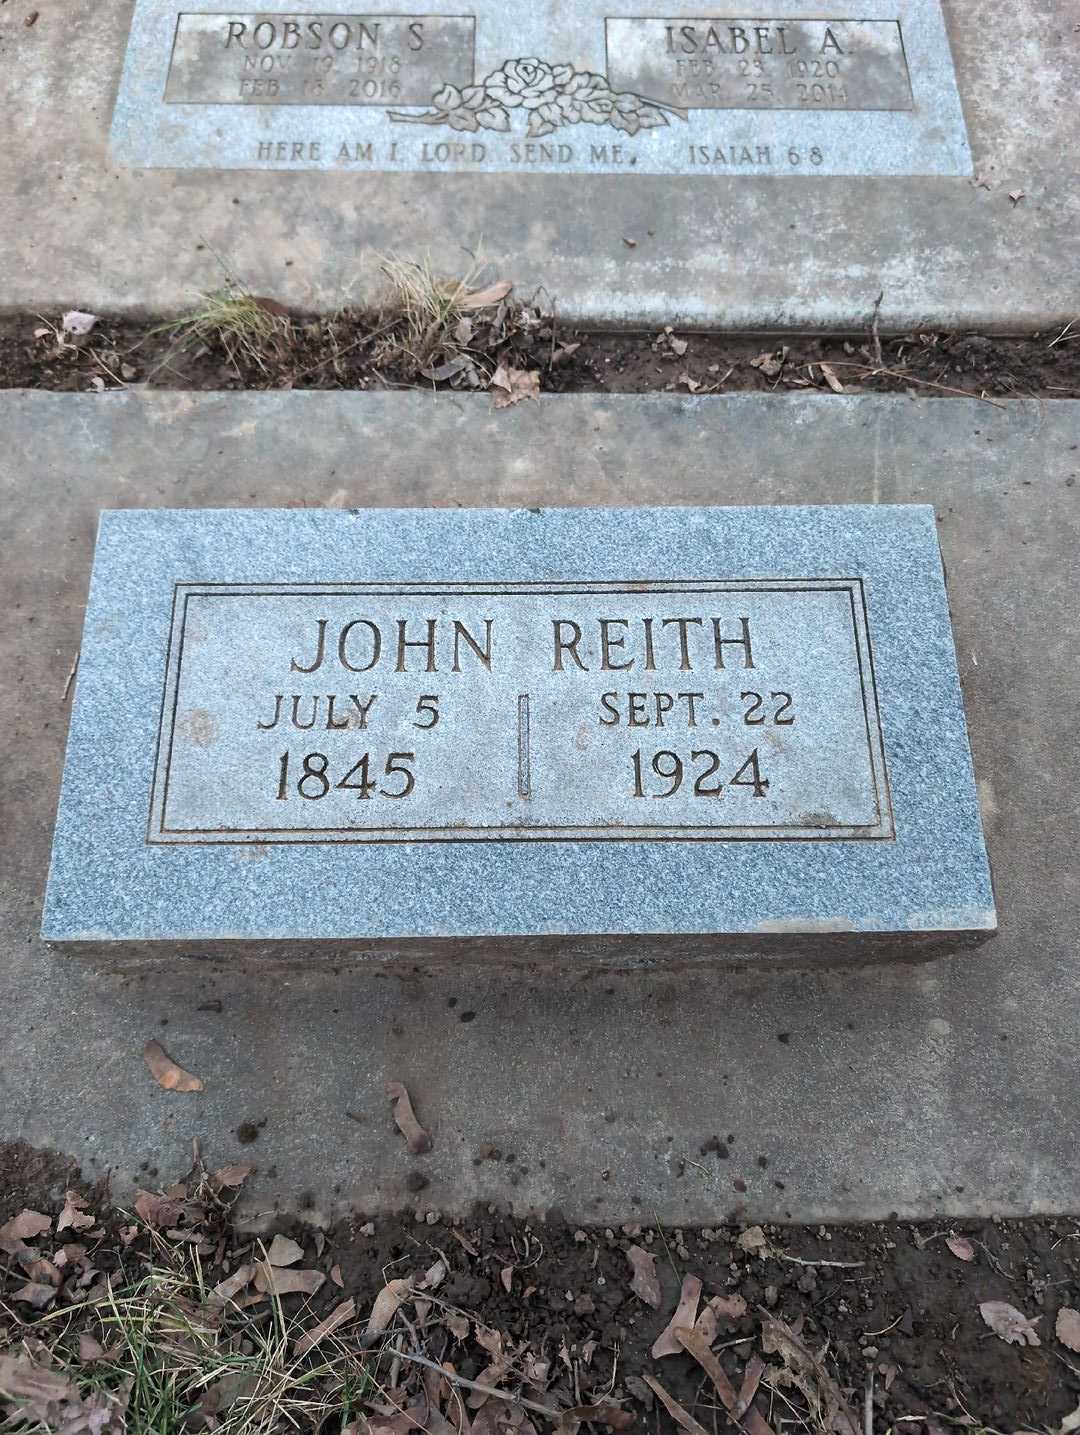 ROBSON S
NOV. 19, 1918
FEB. 18, 2016
ISABEL A.
FEB. 23, 1920
MAR. 25, 2014
HERE AM I LORD SEND ME, ISAIAH 6:8
JOHN REITH
JULY 5 SEPT. 22
1845 1924